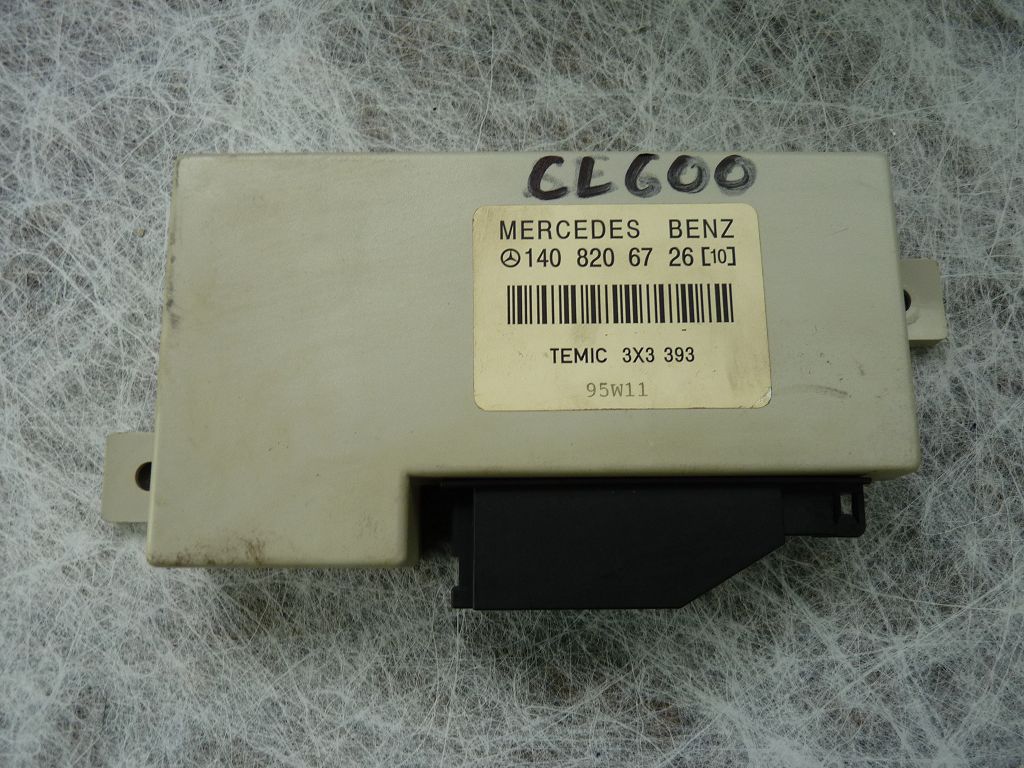 CL600
MERCEDES BENZ
140 820 67 26 [10]
TEMIC 3X3 393
95W11